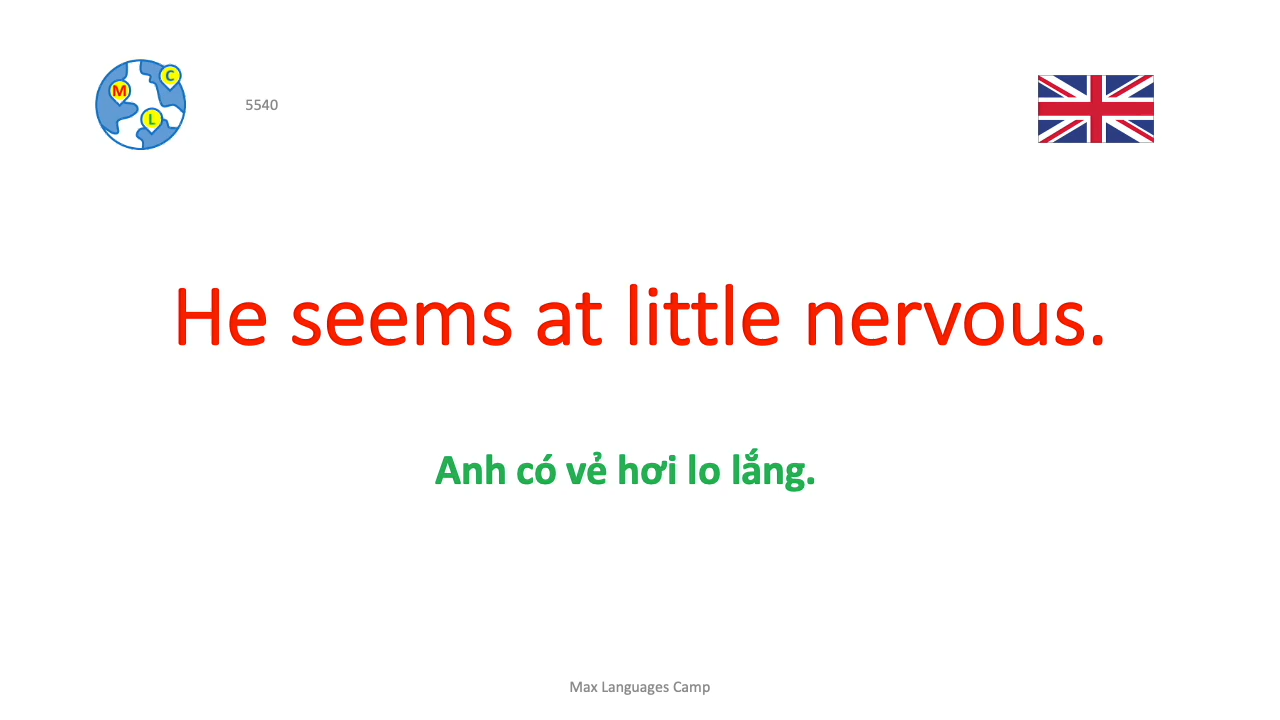 M
C
L
5540
He seems at little nervous.
Anh có vẻ hơi lo lắng.
Max Languages Camp